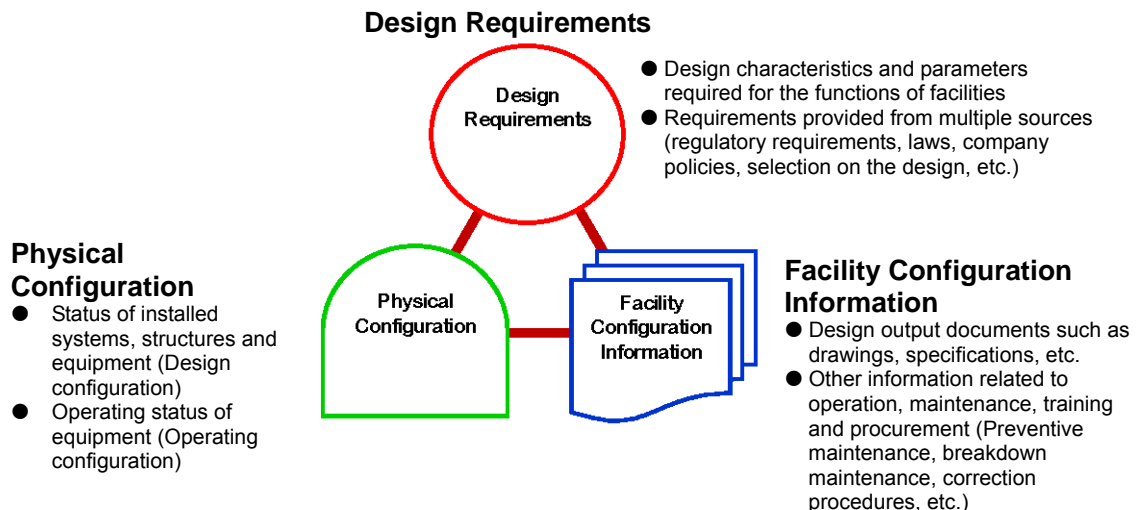 Design Requirements
Design
Requirements
● Design characteristics and parameters
required for the functions of facilities
● Requirements provided from multiple sources
(regulatory requirements, laws, company
policies, selection on the design, etc.)
Physical
Configuration
● Status of installed
systems, structures and
equipment (Design
configuration)
● Operating status of
equipment (Operating
configuration)
Physical
Configuration
Facility
Configuration
Information
Facility Configuration
Information
● Design output documents such as
drawings, specifications, etc.
● Other information related to
operation, maintenance, training
and procurement (Preventive
maintenance, breakdown
maintenance, correction
procedures, etc.)